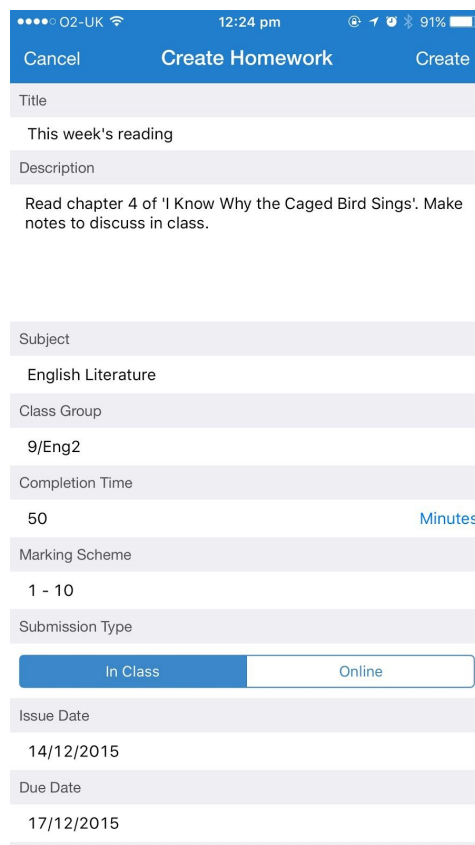 O2-UK 12:24 pm 91%
Cancel Create Homework Create
Title
This week's reading
Description
Read chapter 4 of 'I Know Why the Caged Bird Sings'. Make
notes to discuss in class.
Subject
English Literature
Class Group
9/Eng2
Completion Time
50 Minutes
Marking Scheme
1 - 10
Submission Type
In Class Online
Issue Date
14/12/2015
Due Date
17/12/2015